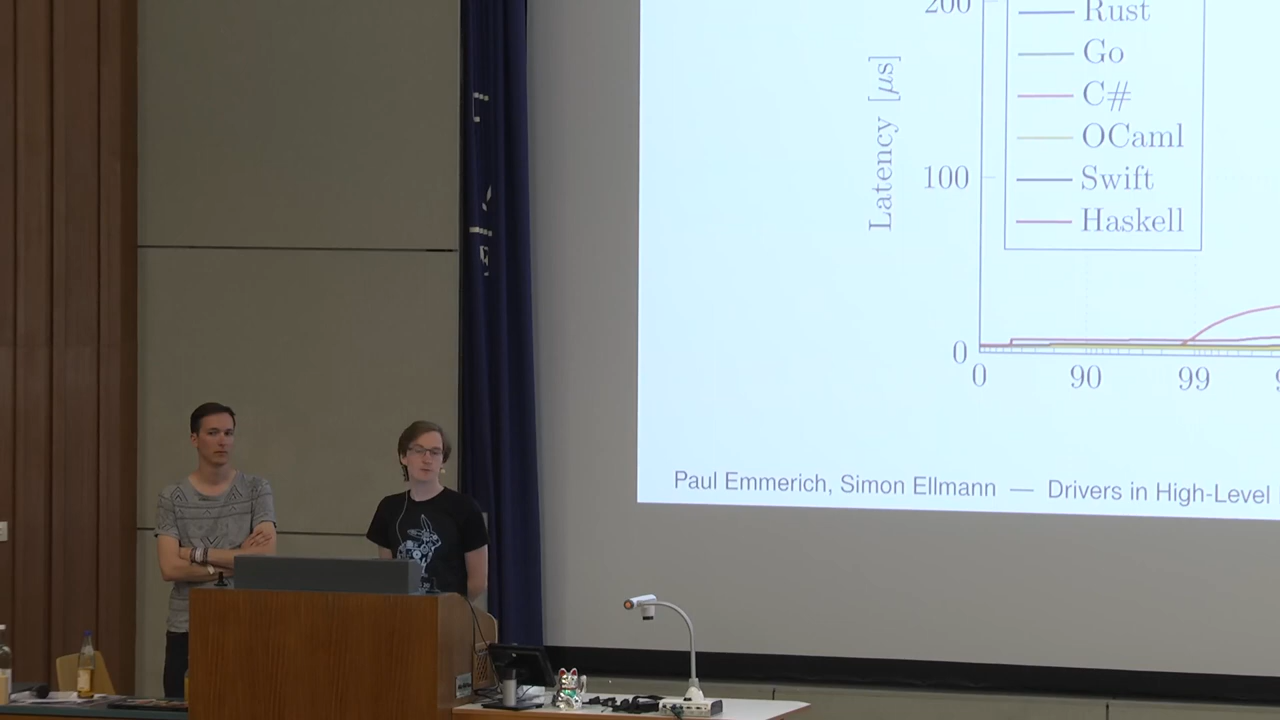 200
Rust
Go
C#
OCaml
Swift
Haskell
Latency [μs]
100
0
0 90 99
Paul Emmerich, Simon Ellmann — Drivers in High-Level